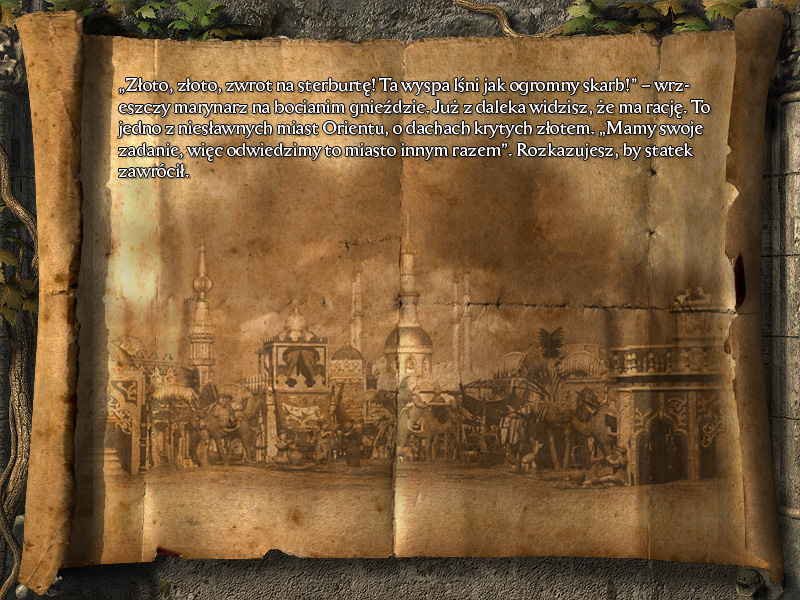 „Złoto, złoto, zwrot na sterburtę! Ta wyspa lśni jak ogromny skarb!” – wrz-
eszczy marynarz na bocianim gnieździe. Już z daleka widzisz, że ma rację. To
jedno z niesławnych miast Orientu, o dachach krytych złotem. „Mamy swoje
zadanie, więc odwiedzimy to miasto innym razem”. Rozkazujesz, by statek
zawrócił.